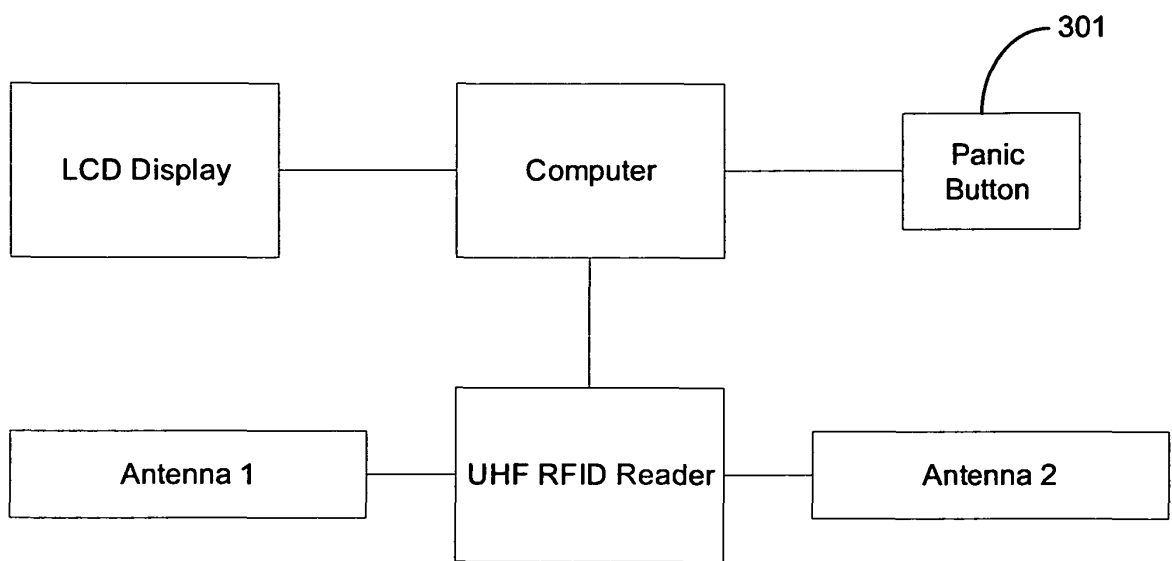 301
LCD Display
Computer
Panic
Button
Antenna 1
UHF RFID Reader
Antenna 2